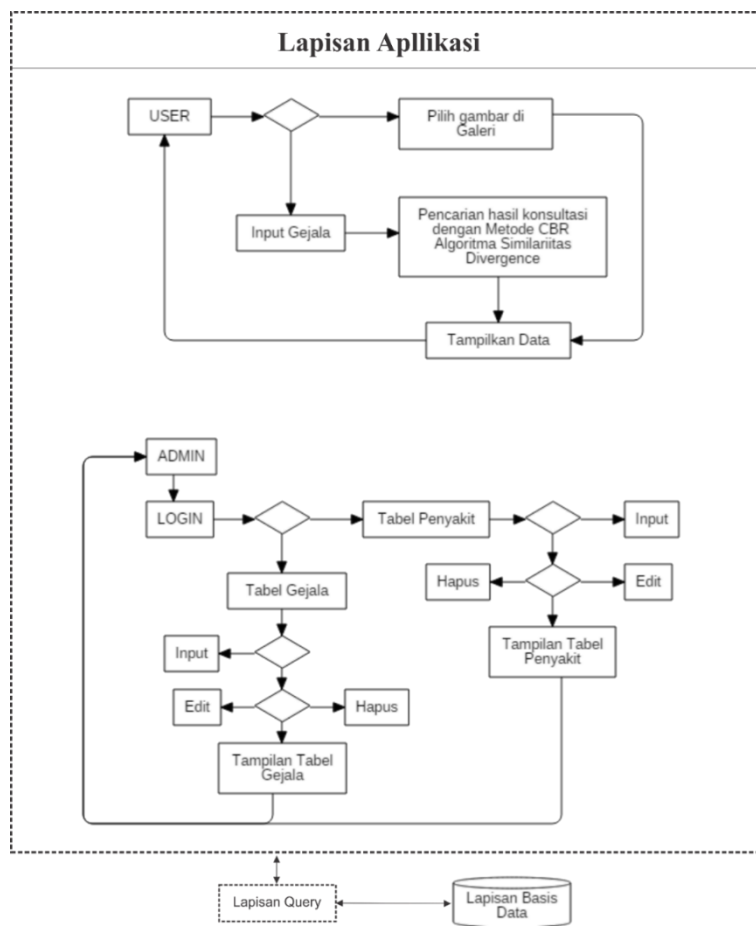 Lapisan Apllikasi
USER
Pilih gambar di
Galeri
Input Gejala
Pencarian hasil konsultasi
dengan Metode CBR
Algoritma Similariitas
Divergence
Tampilkan Data
ADMIN
LOGIN
Tabel Penyakit
Input
Hapus
Edit
Tabel Gejala
Tampilan Tabel
Penyakit
Input
Edit
Hapus
Tampilan Tabel
Gejala
Lapisan Query
Lapisan Basis
Data